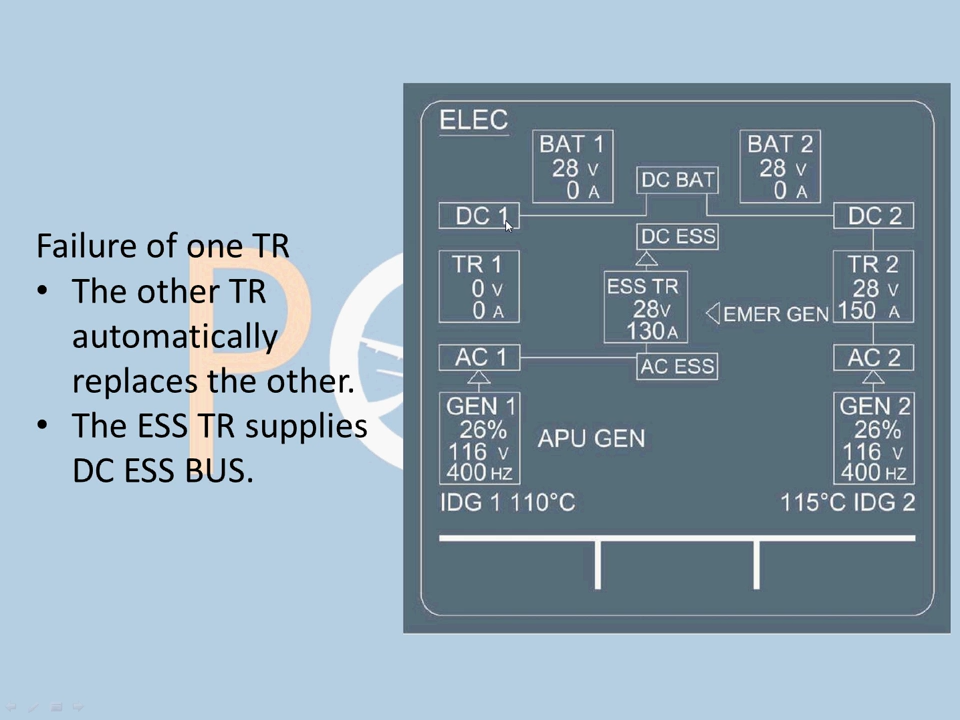 Failure of one TR
• The other TR
automatically
replaces the other.
• The ESS TR supplies
DC ESS BUS.
ELEC
BAT 1
28 V
0 A
BAT 2
28 V
0 A
DC BAT
DC 1
DC 2
DC ESS
TR 1
0 V
0 A
ESS TR
28V
130A
EMER GEN
TR 2
28 V
150 A
AC 1
AC ESS
AC 2
GEN 1
26%
116 V
400 HZ
APU GEN
GEN 2
26%
116 V
400 HZ
IDG 1 110°C
115°C IDG 2